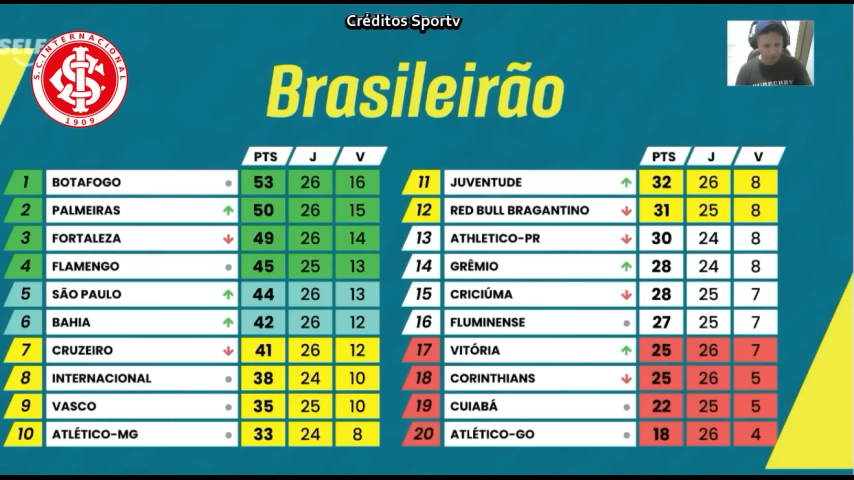 Créditos Sportv
SELE
S.C. INTERNACIONAL
1909
BURBERRY
Brasileirão
PTS J V
1 BOTAFOGO 53 26 16
2 PALMEIRAS 50 26 15
3 FORTALEZA 49 26 14
4 FLAMENGO 45 25 13
5 SÃO PAULO 44 26 13
6 BAHIA 42 26 12
7 CRUZEIRO 41 26 12
8 INTERNACIONAL 38 24 10
9 VASCO 35 25 10
10 ATLÉTICO-MG 33 24 8
PTS J V
11 JUVENTUDE 32 26 8
12 RED BULL BRAGANTINO 31 25 8
13 ATHLETICO-PR 30 24 8
14 GRÊMIO 28 24 8
15 CRICIÚMA 28 25 7
16 FLUMINENSE 27 25 7
17 VITÓRIA 25 26 7
18 CORINTHIANS 25 26 5
19 CUIABÁ 22 25 5
20 ATLÉTICO-GO 18 26 4